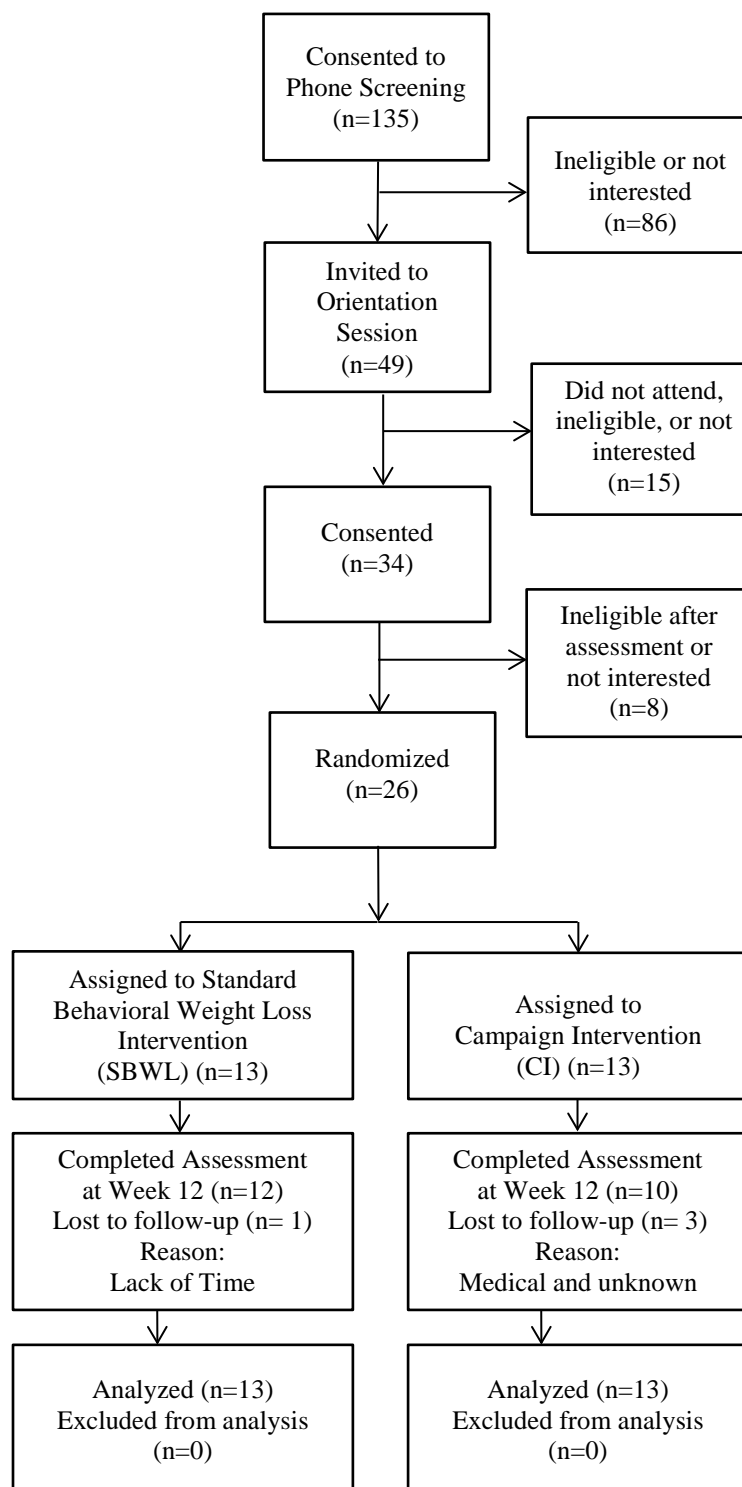 Consented to
Phone Screening
(n=135)
Ineligible or not
interested
(n=86)
Invited to
Orientation
Session
(n=49)
Did not attend,
ineligible, or not
interested
(n=15)
Consented
(n=34)
Ineligible after
assessment or
not interested
(n=8)
Randomized
(n=26)
Assigned to Standard
Behavioral Weight Loss
Intervention
(SBWL) (n=13)
Assigned to
Campaign Intervention
(CI) (n=13)
Completed Assessment
at Week 12 (n=12)
Lost to follow-up (n= 1)
Reason:
Lack of Time
Completed Assessment
at Week 12 (n=10)
Lost to follow-up (n= 3)
Reason:
Medical and unknown
Analyzed (n=13)
Excluded from analysis
(n=0)
Analyzed (n=13)
Excluded from analysis
(n=0)